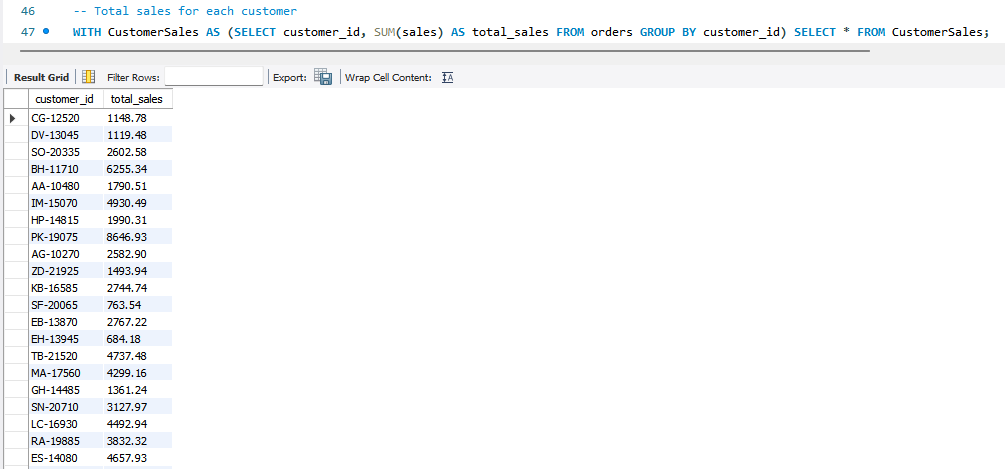 46 -- Total sales for each customer
47 WITH CustomerSales AS (SELECT customer_id, SUM(sales) AS total_sales FROM orders GROUP BY customer_id) SELECT * FROM CustomerSales;
Result Grid Filter Rows: Export: Wrap Cell Content:
customer_id total_sales
CG-12520 1148.78
DV-13045 1119.48
SO-20335 2602.58
BH-11710 6255.34
AA-10480 1790.51
IM-15070 4930.49
HP-14815 1990.31
PK-19075 8646.93
AG-10270 2582.90
ZD-21925 1493.94
KB-16585 2744.74
SF-20065 763.54
EB-13870 2767.22
EH-13945 684.18
TB-21520 4737.48
MA-17560 4299.16
GH-14485 1361.24
SN-20710 3127.97
LC-16930 4492.94
RA-19885 3832.32
ES-14080 4657.93